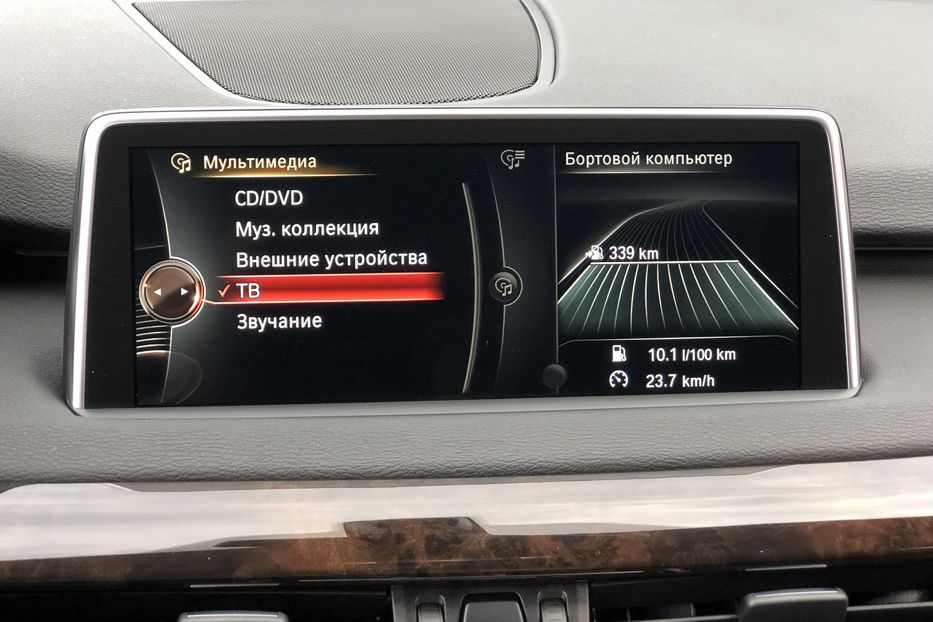 Мультимедиа
CD/DVD
Муз. коллекция
Внешние устройства
ТВ
Звучание
Бортовой компьютер
339 km
10.1 l/100 km
23.7 km/h